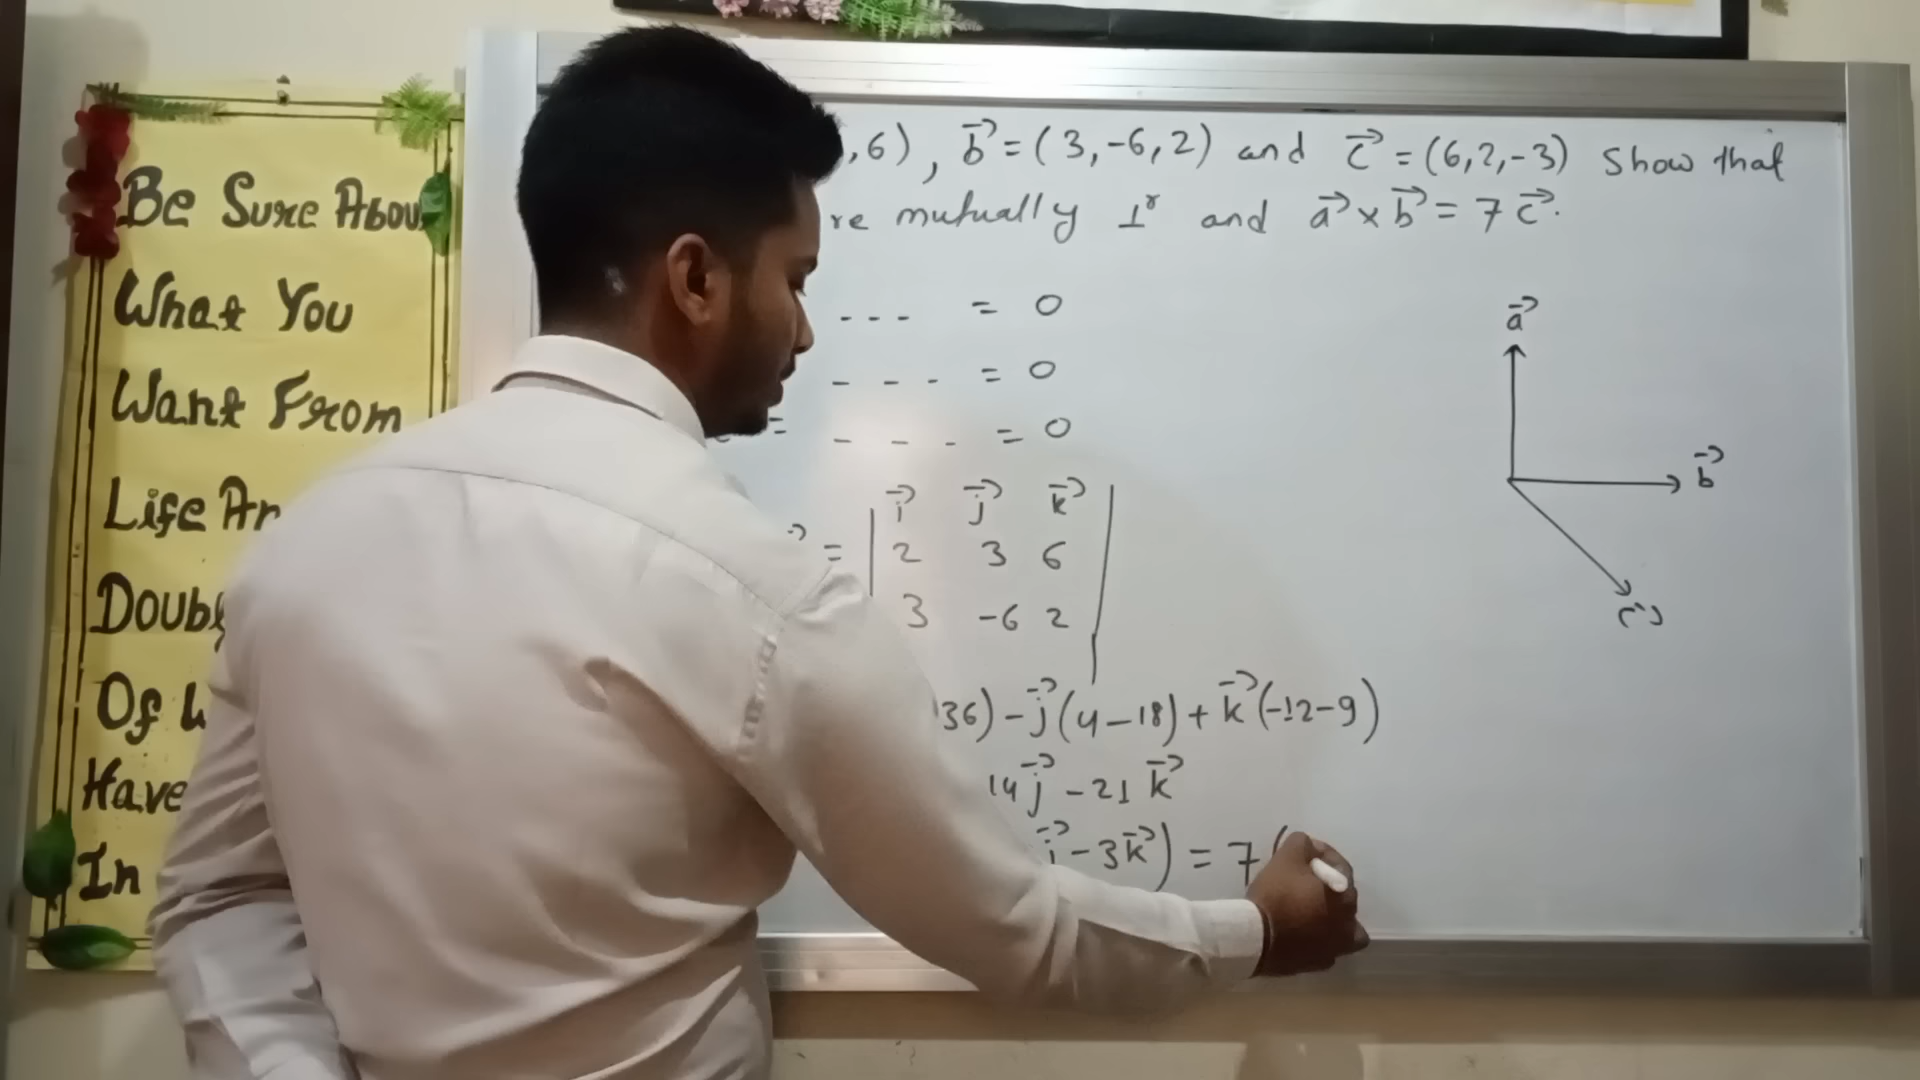 Be Sure Abou
What You
Want From
Life An
Doub
Of
Have
In
,6), b⃗ = (3,-6,2) and c⃗ = (6,2,-3) Show that
re mutually ⊥ʳ and a⃗ × b⃗ = 7 c⃗.
--- = 0
--- = 0
= --- = 0
i⃗ j⃗ k⃗
= 2 3 6
3 -6 2
36) - j⃗ (4-18) + k⃗ (-12-9)
14 j⃗ - 21 k⃗
j⃗ - 3k⃗) = 7 (
a⃗
b⃗
c⃗